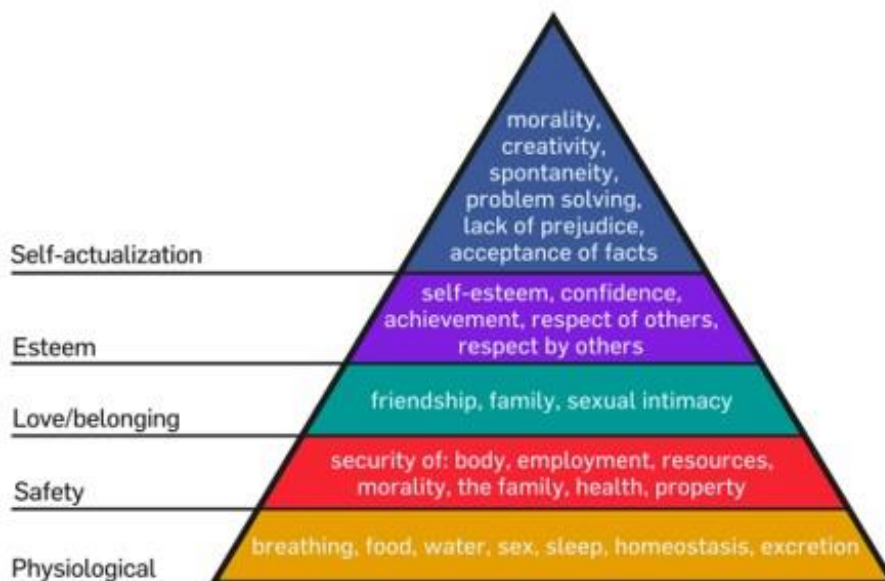 morality,
creativity,
spontaneity,
problem solving,
lack of prejudice,
acceptance of facts
Self-actualization
self-esteem, confidence,
achievement, respect of others,
respect by others
Esteem
friendship, family, sexual intimacy
Love/belonging
security of: body, employment, resources,
morality, the family, health, property
Safety
breathing, food, water, sex, sleep, homeostasis, excretion
Physiological